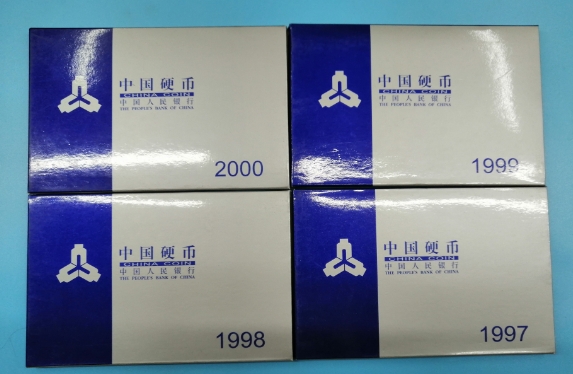 中国硬币
CHINA COIN
中国人民银行
THE PEOPLE'S BANK OF CHINA
2000
中国硬币
CHINA COIN
中国人民银行
THE PEOPLE'S BANK OF CHINA
1999
中国硬币
CHINA COIN
中国人民银行
THE PEOPLE'S BANK OF CHINA
1998
中国硬币
CHINA COIN
中国人民银行
THE PEOPLE'S BANK OF CHINA
1997